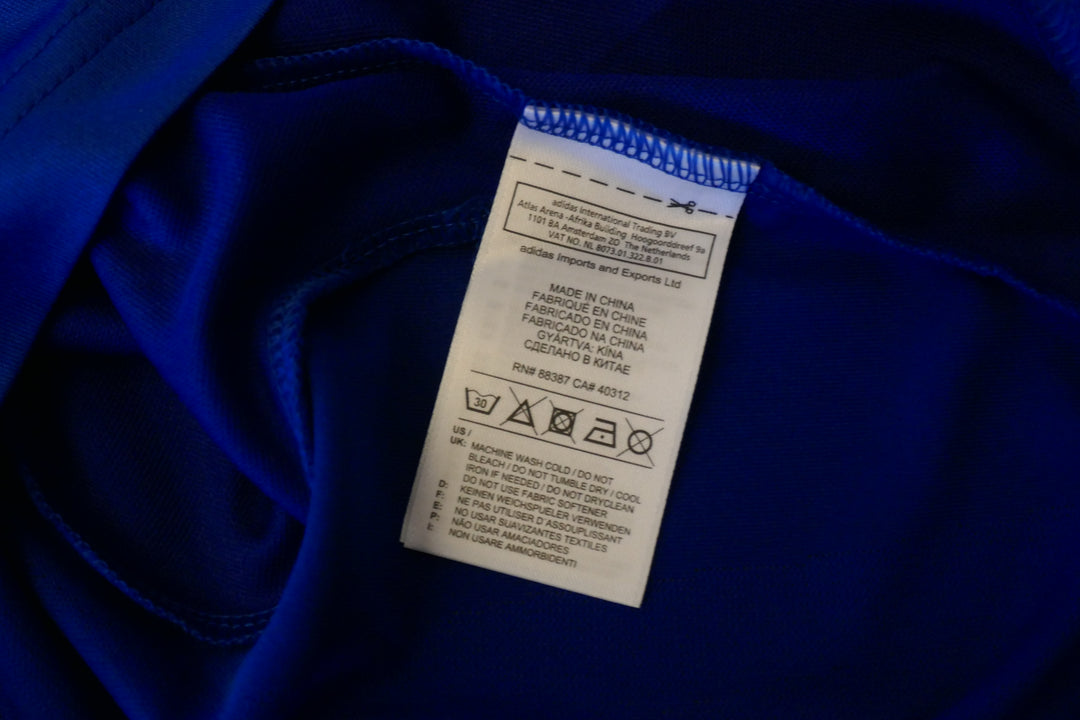 adidas International Trading BV
Atlas Arena -Afrika Building Hoogoorddreef 9a
1101 BA Amsterdam ZO The Netherlands
VAT NO. NL 8073.01.322.B.01
adidas Imports and Exports Ltd
MADE IN CHINA
FABRIQUÉ EN CHINE
FABRICADO EN CHINA
FABRICADO NA CHINA
GYÁRTVA: KÍNA
СДЕЛАНО В КИТАЕ
RN# 88387 CA# 40312
30
US /
UK: MACHINE WASH COLD / DO NOT
BLEACH / DO NOT TUMBLE DRY / COOL
IRON IF NEEDED / DO NOT DRYCLEAN
DO NOT USE FABRIC SOFTENER
D: KEINEN WEICHSPUELER VERWENDEN
F: NE PAS UTILISER D'ASSOUPLISSANT
E: NO USAR SUAVIZANTES TEXTILES
P: NÃO USAR AMACIADORES
I: NON USARE AMMORBIDENTI